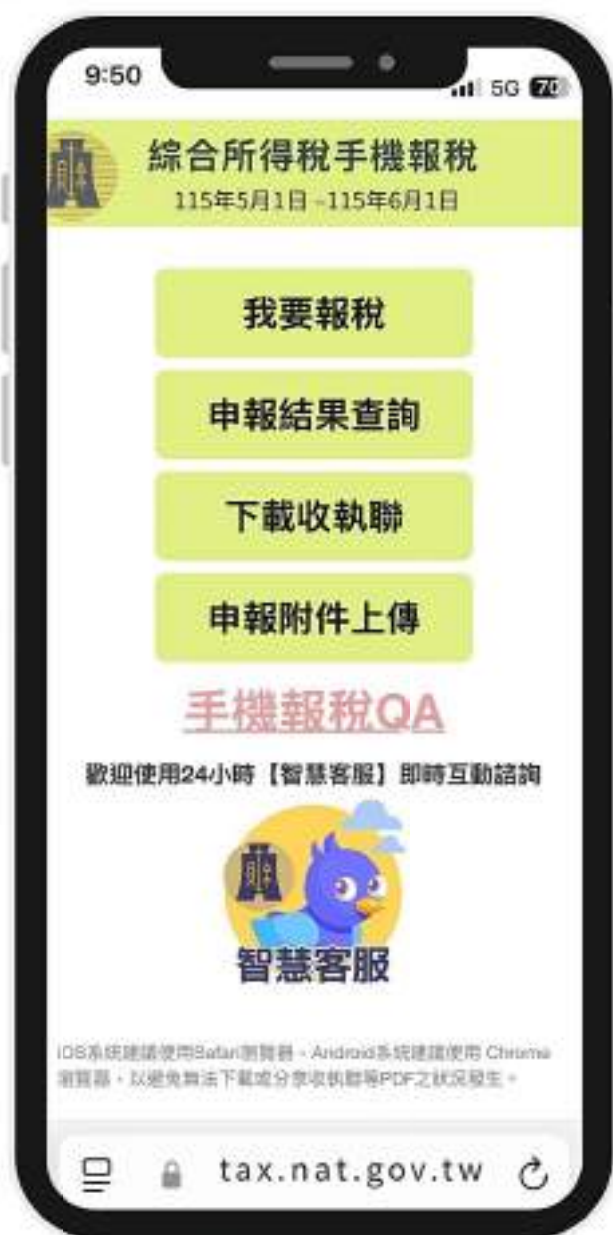 9:50
5G 70
綜合所得稅手機報稅
115年5月1日 -115年6月1日
我要報稅
申報結果查詢
下載收執聯
申報附件上傳
手機報稅QA
歡迎使用24小時【智慧客服】即時互動諮詢
智慧客服
iOS系統建議使用Safari瀏覽器，Android系統建議使用 Chrome
瀏覽器，以避免無法下載或分享收執聯等PDF之狀況發生。
tax.nat.gov.tw